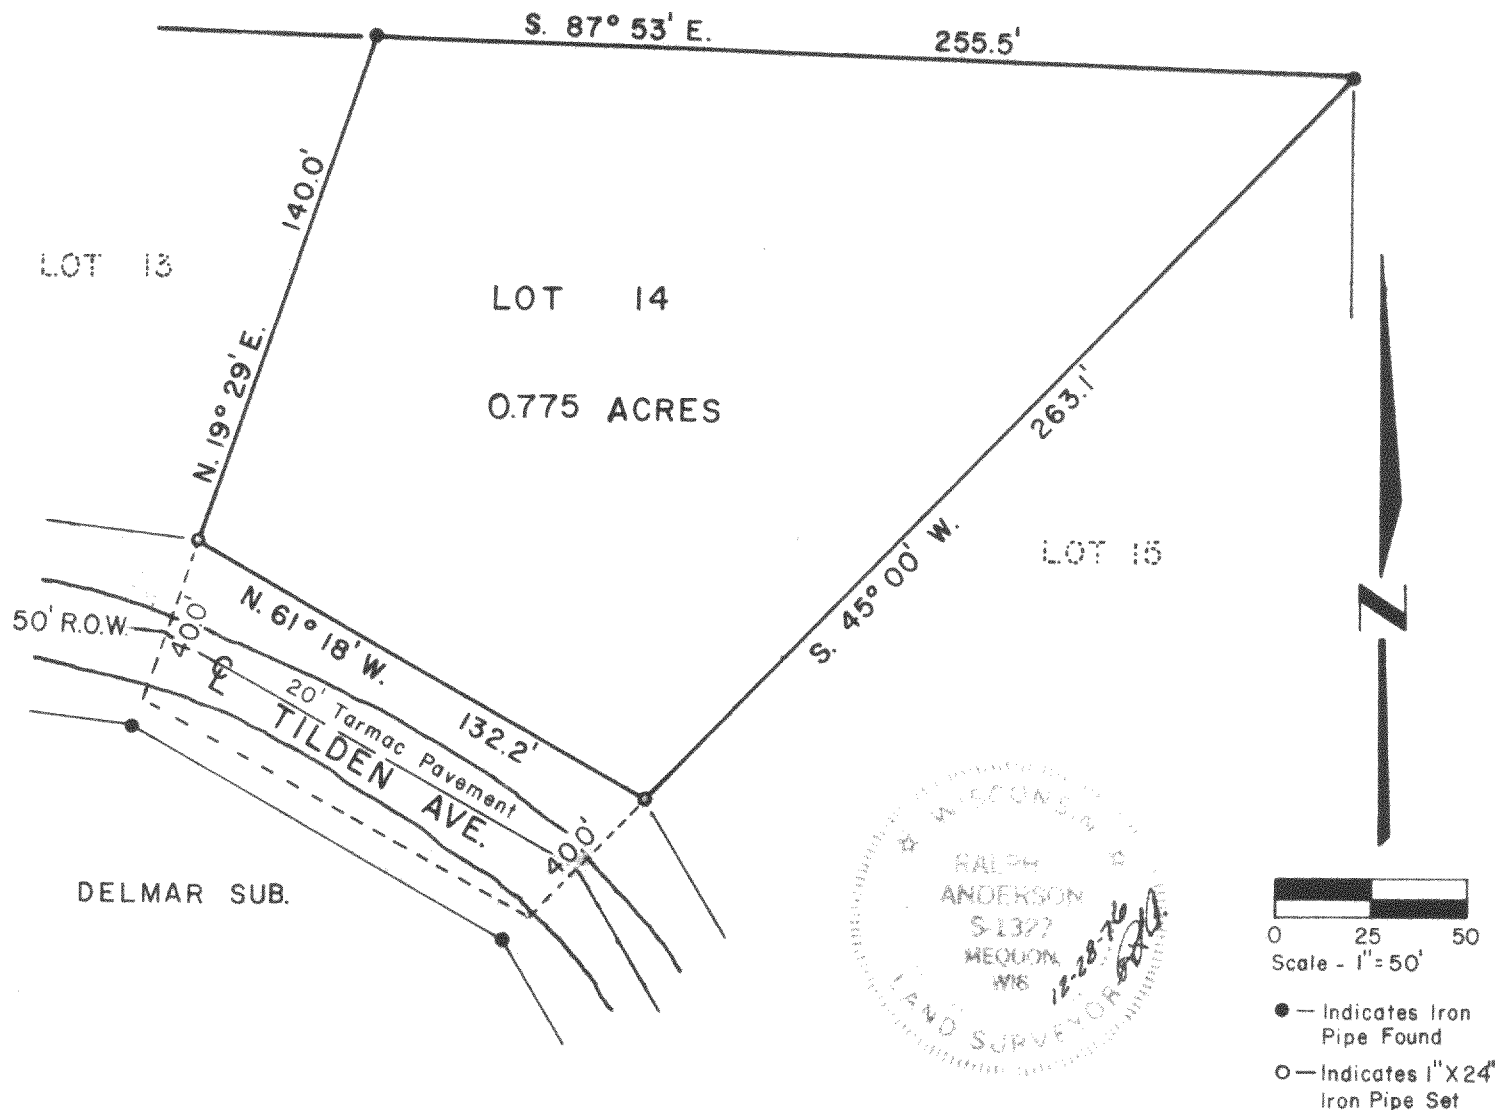 S. 87° 53' E.
255.5'
140.0'
N. 19° 29' E.
LOT 13
LOT 14
0.775 ACRES
263.1'
S. 45° 00' W.
LOT 15
N. 61° 18' W.
132.2'
50' R.O.W.
40.0'
℄
20' Tarmac Pavement
TILDEN AVE.
40.0'
DELMAR SUB.
N
WISCONSIN
RALPH
ANDERSON
S-1327
MEQUON,
WIS
LAND SURVEYOR
12-28-76
0 25 50
Scale - 1"=50'
● — Indicates Iron
Pipe Found
○ — Indicates 1"X24"
Iron Pipe Set